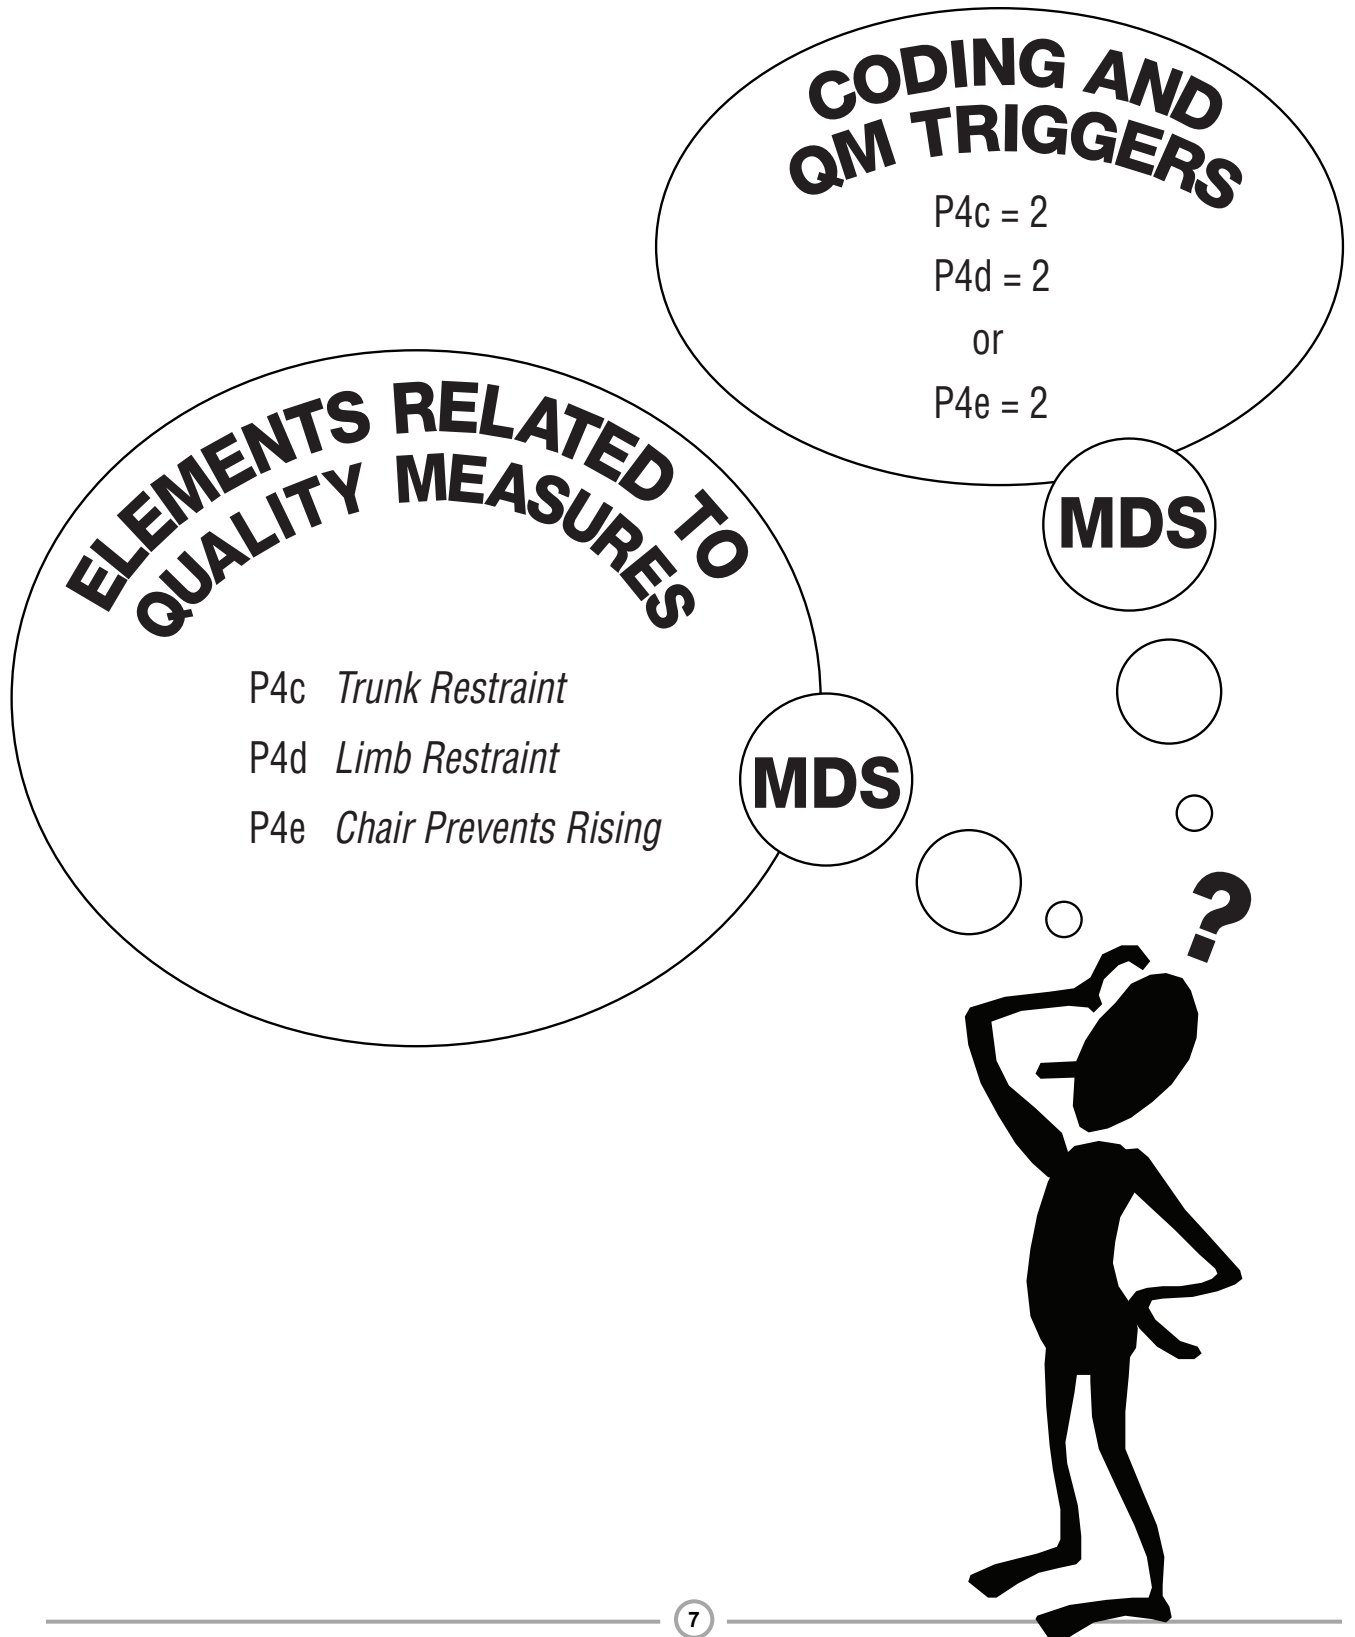 CODING AND
QM TRIGGERS
P4c = 2
P4d = 2
or
P4e = 2
MDS
ELEMENTS RELATED TO
QUALITY MEASURES
P4c Trunk Restraint
P4d Limb Restraint
P4e Chair Prevents Rising
MDS
?
7